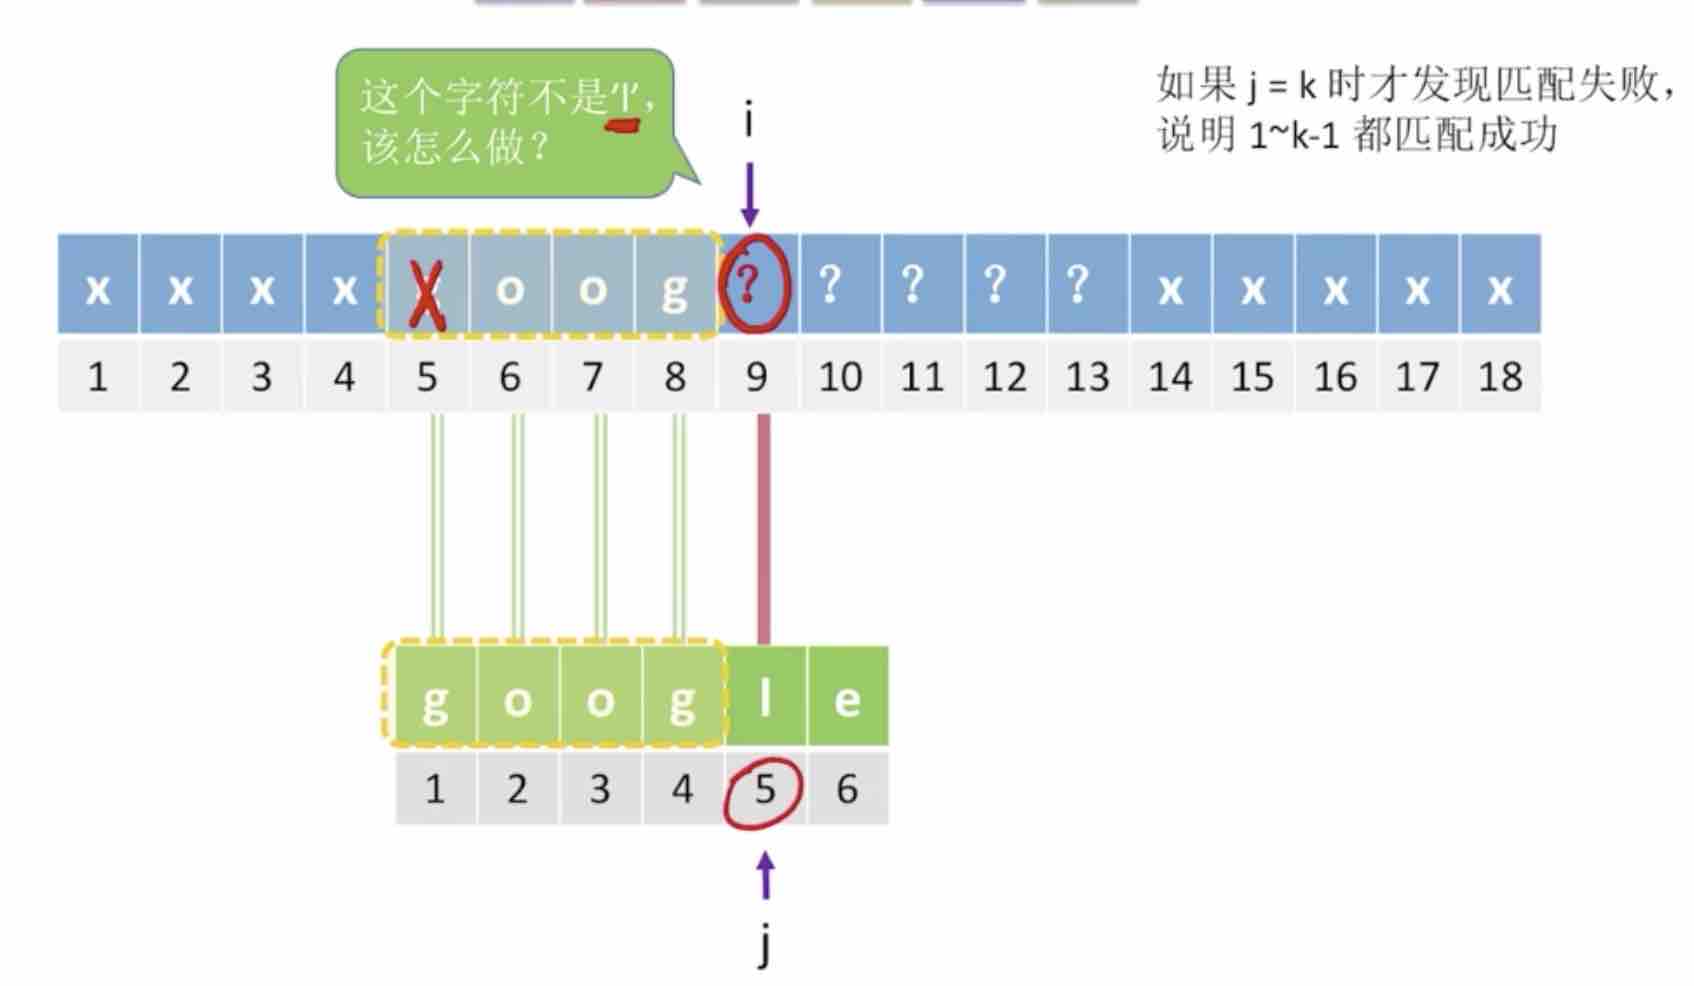 这个字符不是'l',
该怎么做?
i
如果 j = k 时才发现匹配失败,
说明 1~k-1 都匹配成功
x x x x X o o g ? ? ? ? ? x x x x x
1 2 3 4 5 6 7 8 9 10 11 12 13 14 15 16 17 18
g o o g l e
1 2 3 4 5 6
j